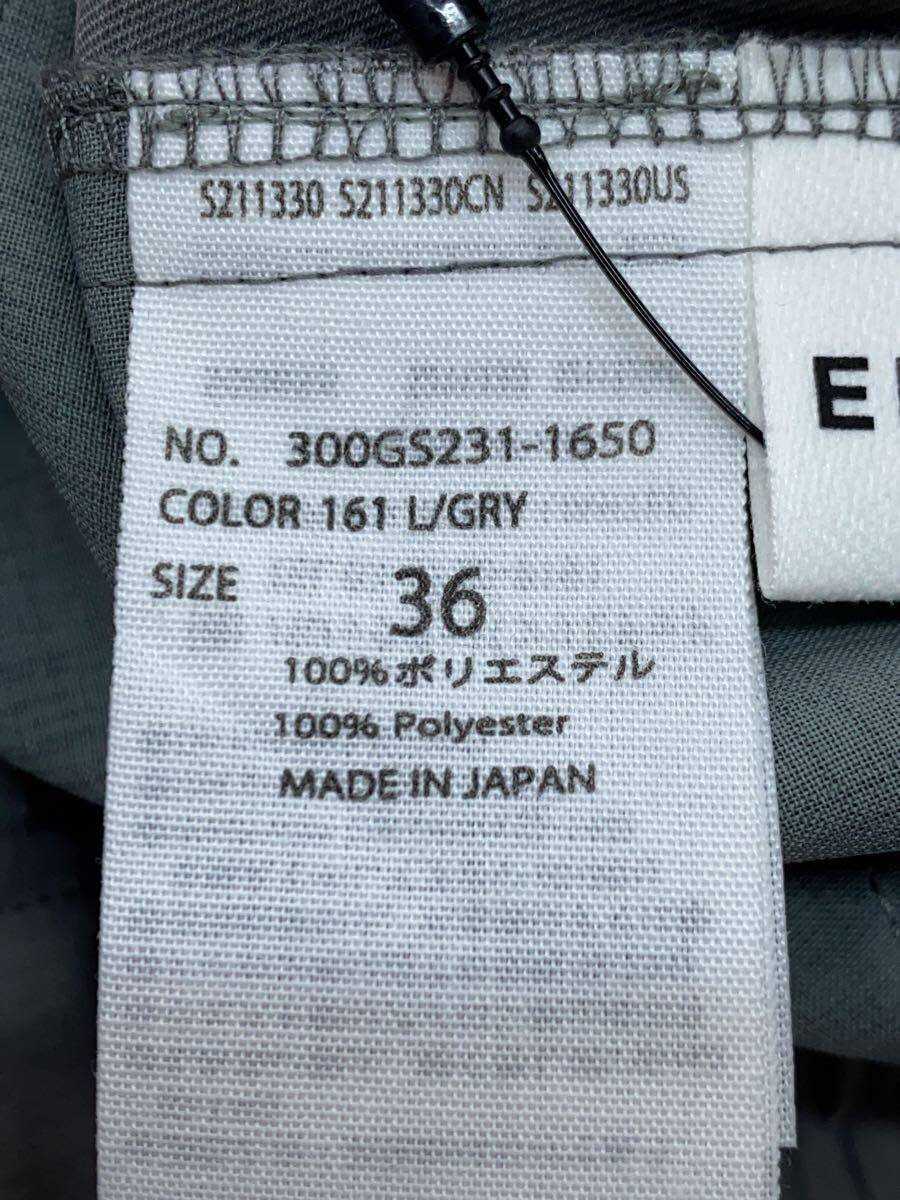 S211330 S211330CN S211330US
NO. 300GS231-1650
COLOR 161 L/GRY
SIZE 36
100%ポリエステル
100% Polyester
MADE IN JAPAN